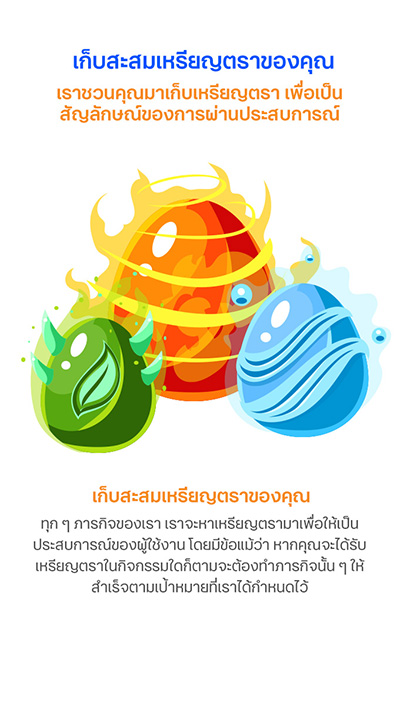 เก็บสะสมเหรียญตราของคุณ
เราชวนคุณมาเก็บเหรียญตรา เพื่อเป็น
สัญลักษณ์ของการผ่านประสบการณ์
เก็บสะสมเหรียญตราของคุณ
ทุก ๆ ภารกิจของเรา เราจะหาเหรียญตรามาเพื่อให้เป็น
ประสบการณ์ของผู้ใช้งาน โดยมีข้อแม้ว่า หากคุณจะได้รับ
เหรียญตราในกิจกรรมใดก็ตามจะต้องทำภารกิจนั้น ๆ ให้
สำเร็จตามเป้าหมายที่เราได้กำหนดไว้